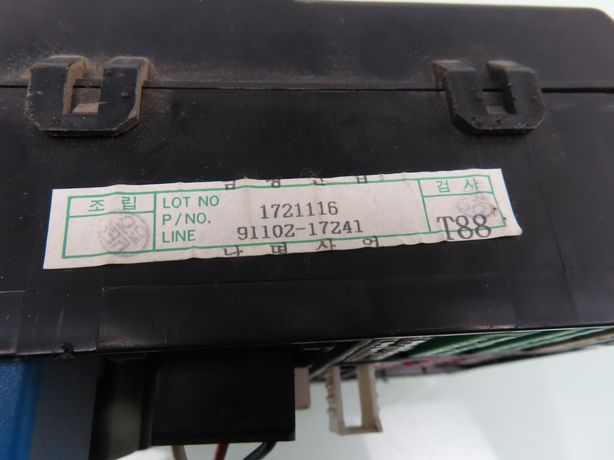 조 립
LOT NO 1721116
P/NO. 91102-17241
LINE
검 사
T88